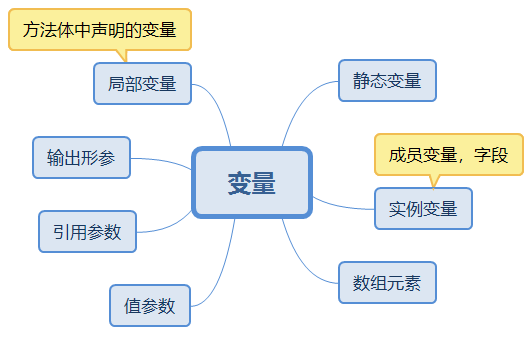 方法体中声明的变量
局部变量
静态变量
成员变量，字段
输出形参
变量
实例变量
引用参数
数组元素
值参数